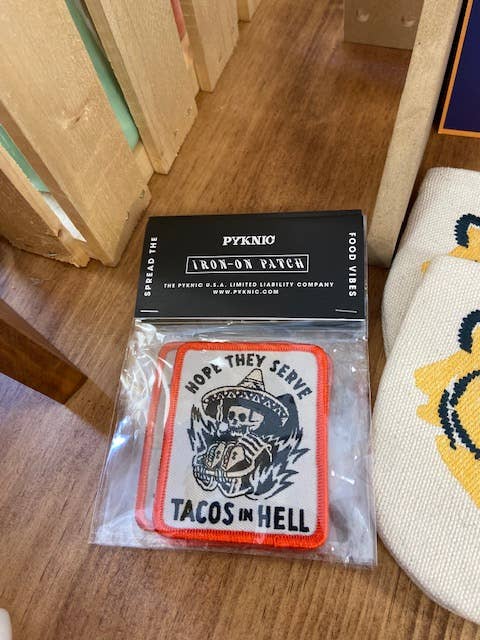 PYKNIC
IRON-ON PATCH
THE PYKNIC U.S.A. LIMITED LIABILITY COMPANY
WWW.PYKNIC.COM
SPREAD THE
FOOD VIBES
HOPE THEY SERVE
TACOS IN HELL